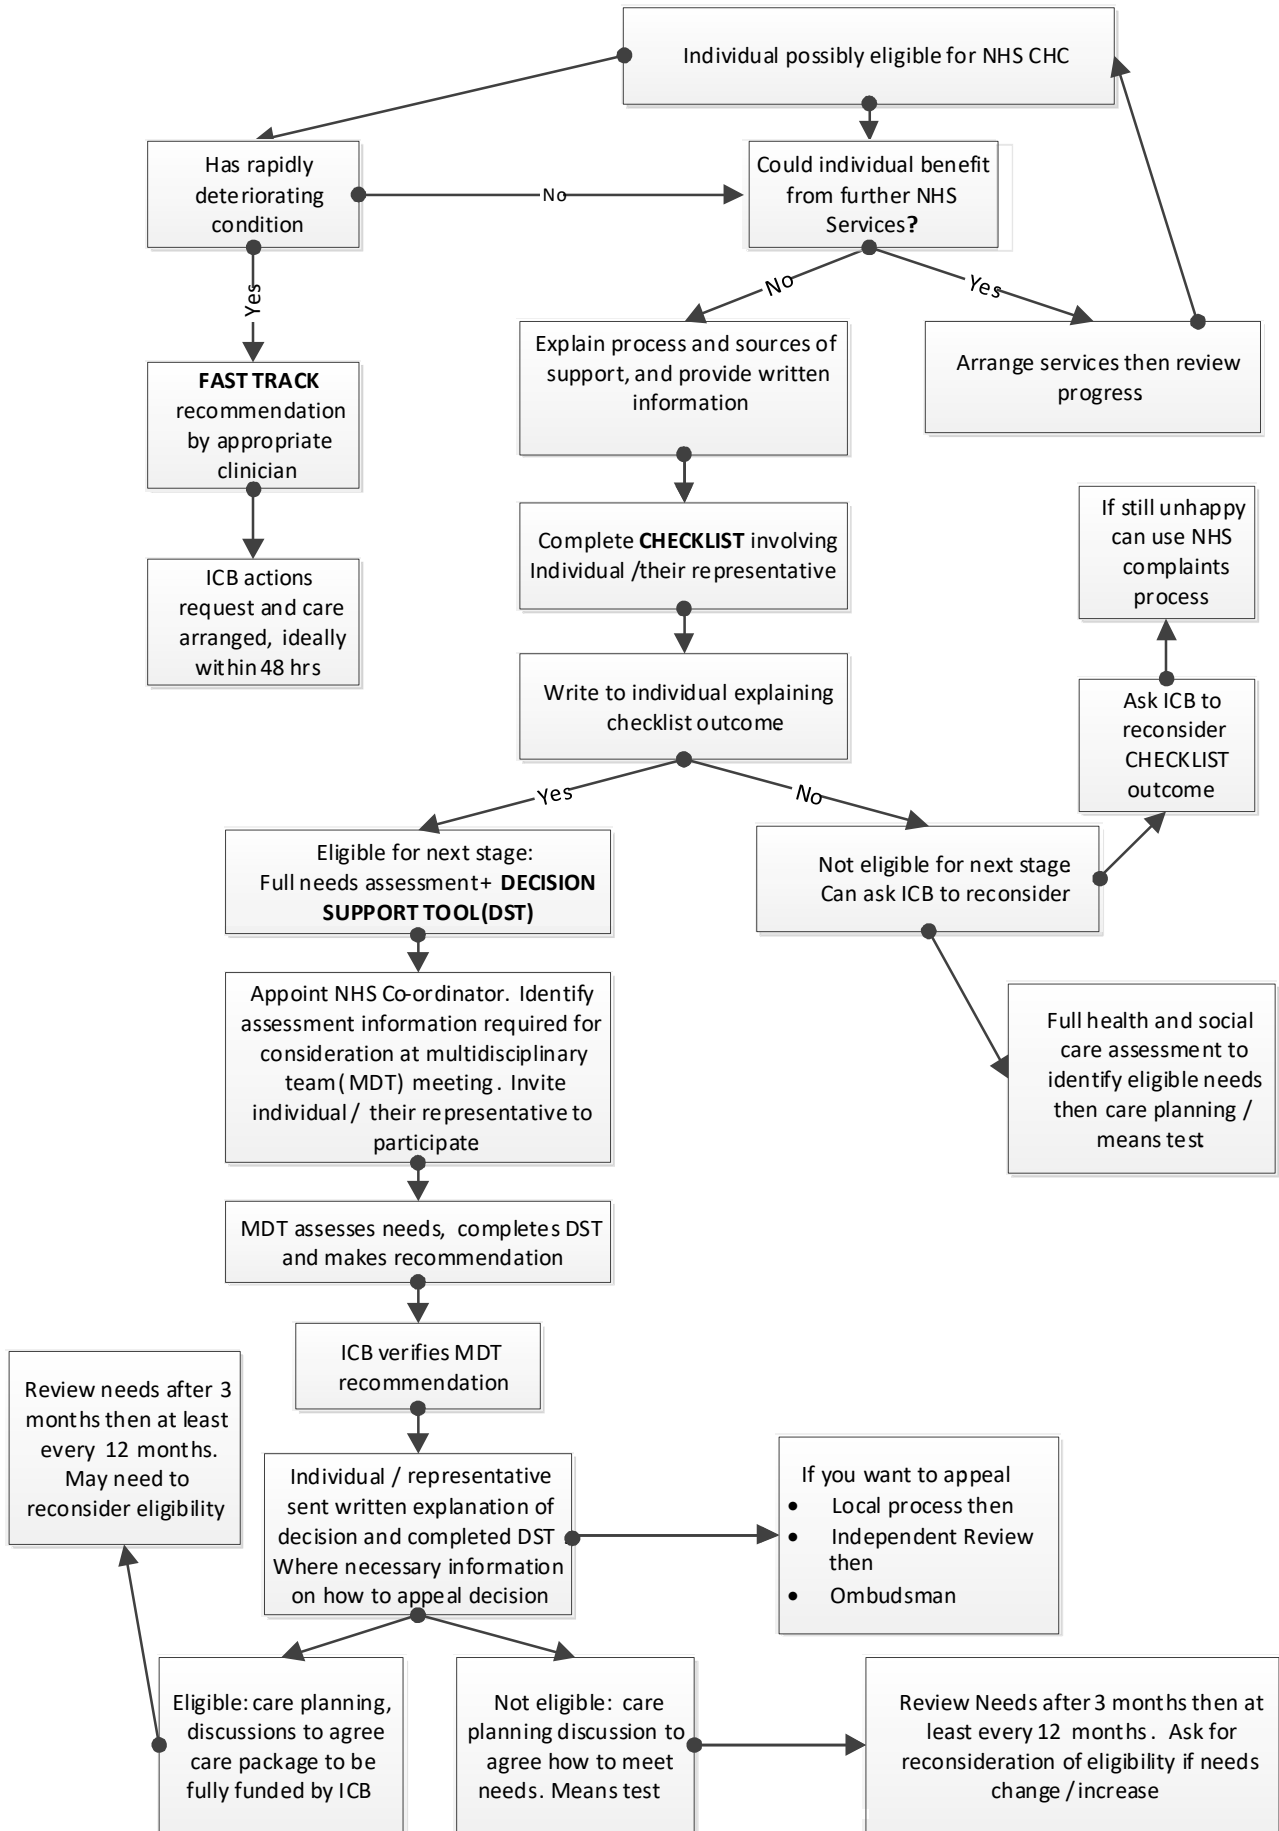 Individual possibly eligible for NHS CHC
Has rapidly
deteriorating
condition
No
Could individual benefit
from further NHS
Services?
Yes
No
Yes
FAST TRACK
recommendation
by appropriate
clinician
Explain process and sources of
support, and provide written
information
Arrange services then review
progress
ICB actions
request and care
arranged, ideally
within 48 hrs
Complete CHECKLIST involving
Individual /their representative
If still unhappy
can use NHS
complaints
process
Write to individual explaining
checklist outcome
Ask ICB to
reconsider
CHECKLIST
outcome
Yes
No
Eligible for next stage:
Full needs assessment+ DECISION
SUPPORT TOOL(DST)
Not eligible for next stage
Can ask ICB to reconsider
Appoint NHS Co-ordinator. Identify
assessment information required for
consideration at multidisciplinary
team(MDT) meeting. Invite
individual/ their representative to
participate
Full health and social
care assessment to
identify eligible needs
then care planning /
means test
MDT assesses needs, completes DST
and makes recommendation
ICB verifies MDT
recommendation
Review needs after 3
months then at least
every 12 months.
May need to
reconsider eligibility
Individual / representative
sent written explanation of
decision and completed DST
Where necessary information
on how to appeal decision
If you want to appeal
• Local process then
• Independent Review
then
• Ombudsman
Eligible: care planning,
discussions to agree
care package to be
fully funded by ICB
Not eligible: care
planning discussion to
agree how to meet
needs. Means test
Review Needs after 3 months then at
least every 12 months. Ask for
reconsideration of eligibility if needs
change /increase